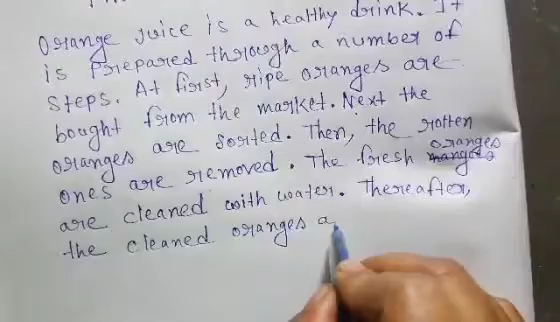 Orange juice is a healthy drink. It
is prepared through a number of
steps. At first, ripe oranges are
bought from the market. Next the
oranges are sorted. Then, the rotten
ones are removed. The fresh oranges
are cleaned with water. Thereafter,
the cleaned oranges a